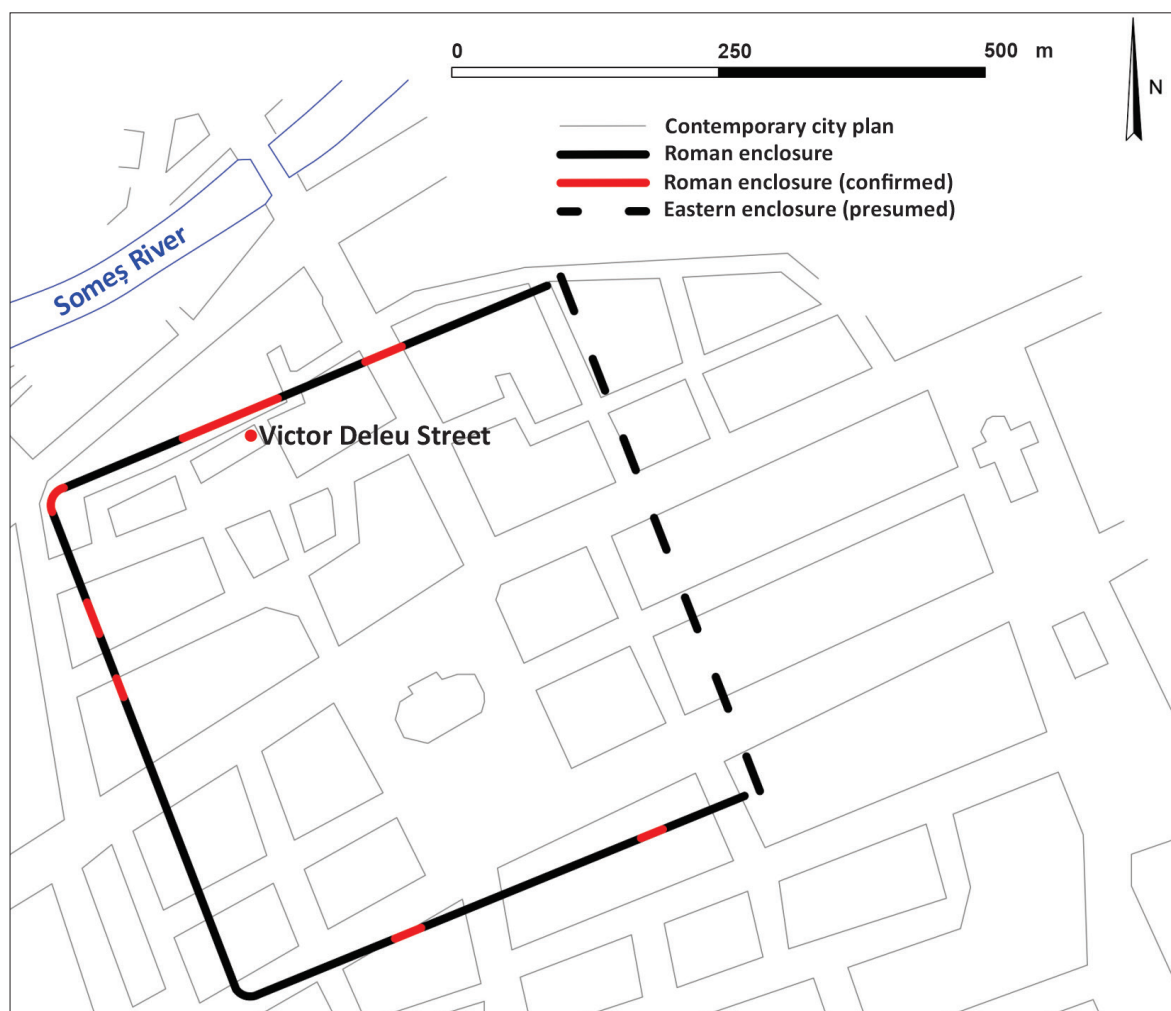 0 250 500 m
N
Contemporary city plan
Roman enclosure
Roman enclosure (confirmed)
Eastern enclosure (presumed)
Someș River
Victor Deleu Street